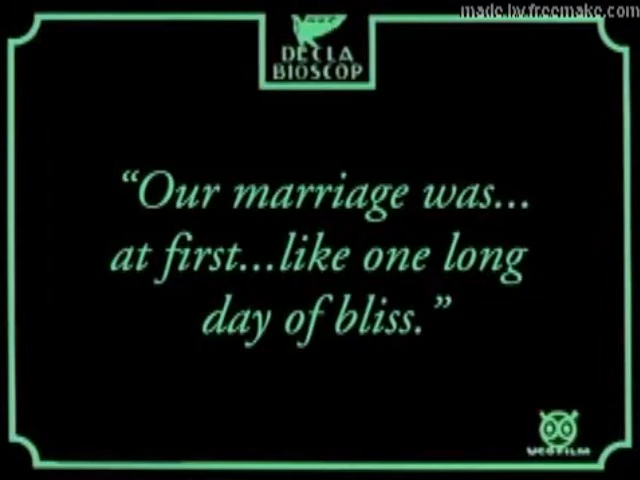 made by freemake.com
DECLA
BIOSCOP
“Our marriage was...
at first...like one long
day of bliss.”